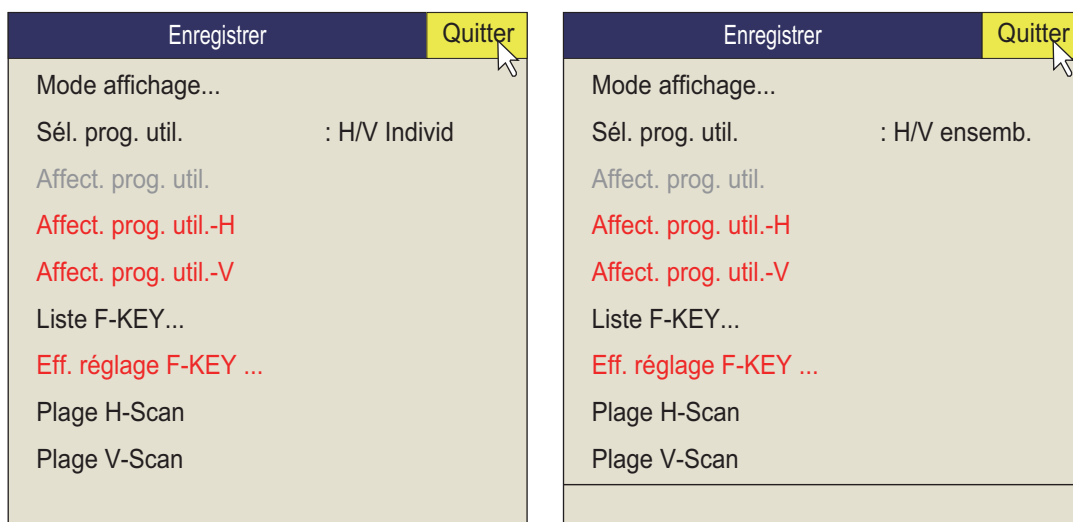 Enregistrer Quitter
Mode affichage...
Sél. prog. util. : H/V Individ
Affect. prog. util.
Affect. prog. util.-H
Affect. prog. util.-V
Liste F-KEY...
Eff. réglage F-KEY ...
Plage H-Scan
Plage V-Scan
Enregistrer Quitter
Mode affichage...
Sél. prog. util. : H/V ensemb.
Affect. prog. util.
Affect. prog. util.-H
Affect. prog. util.-V
Liste F-KEY...
Eff. réglage F-KEY ...
Plage H-Scan
Plage V-Scan